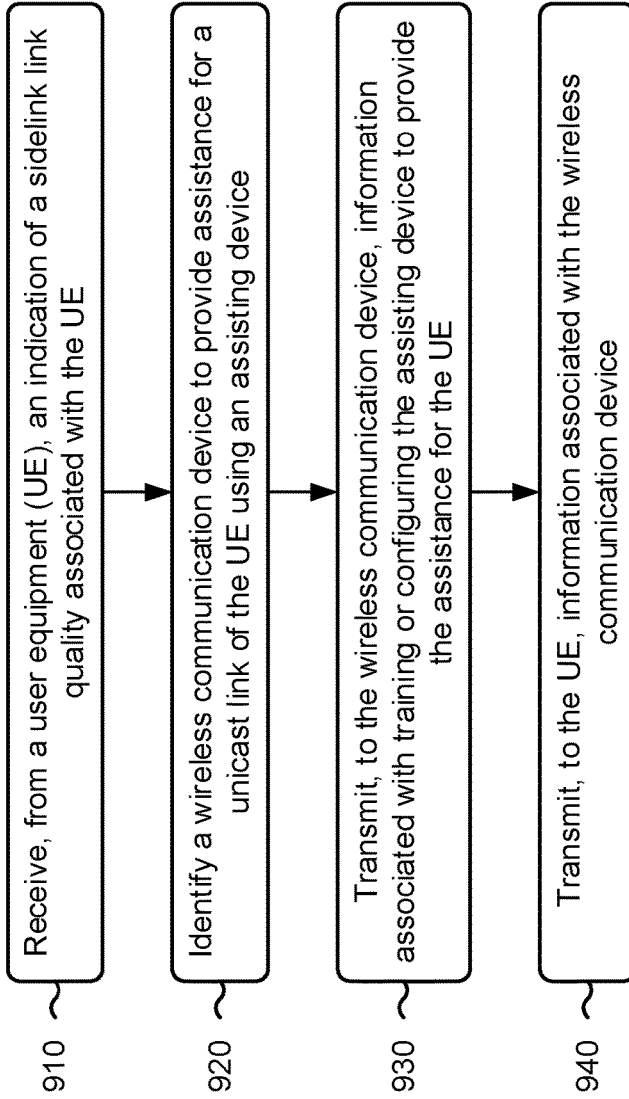 910
Receive, from a user equipment (UE), an indication of a sidelink link
quality associated with the UE
920
Identify a wireless communication device to provide assistance for a
unicast link of the UE using an assisting device
930
Transmit, to the wireless communication device, information
associated with training or configuring the assisting device to provide
the assistance for the UE
940
Transmit, to the UE, information associated with the wireless
communication device